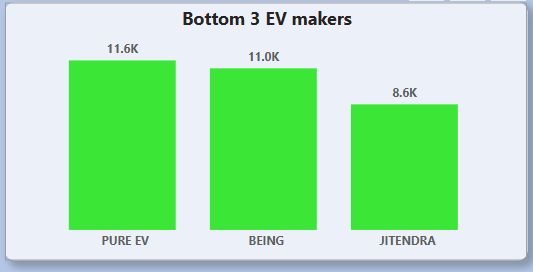 Bottom 3 EV makers
11.6K
11.0K
8.6K
PURE EV
BEING
JITENDRA